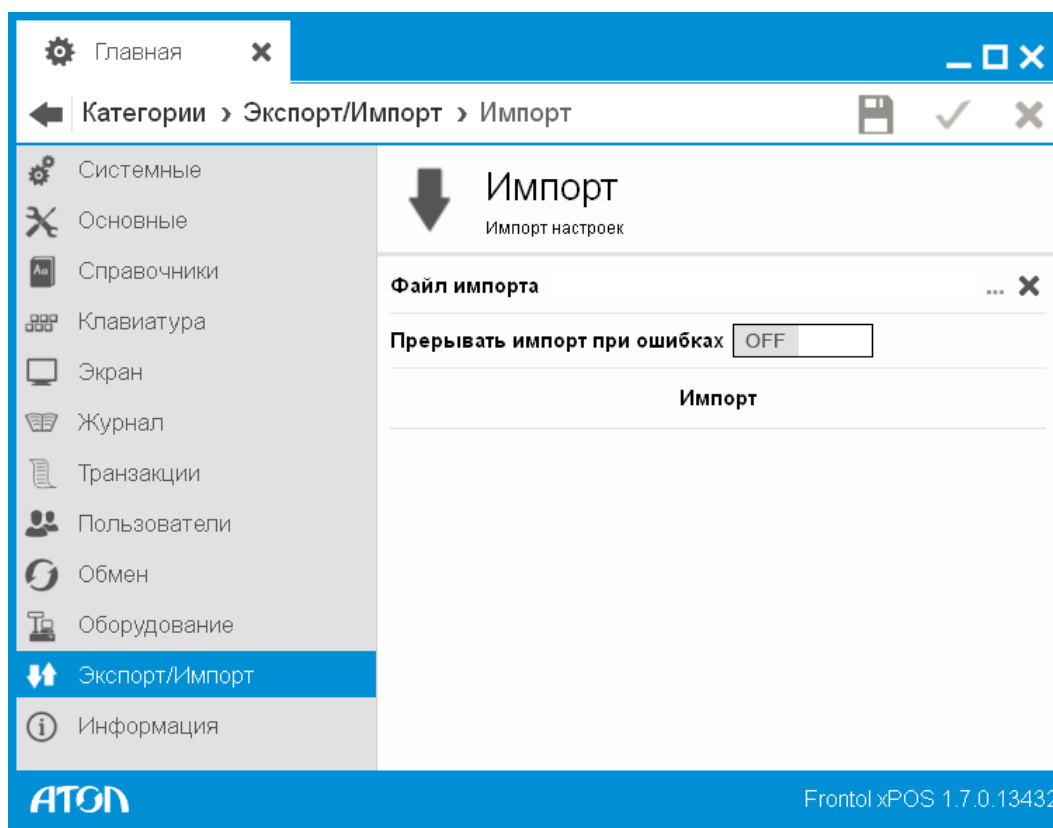 Главная
Категории › Экспорт/Импорт › Импорт
Системные
Основные
Справочники
Клавиатура
Экран
Журнал
Транзакции
Пользователи
Обмен
Оборудование
Экспорт/Импорт
Информация
Импорт
Импорт настроек
Файл импорта ...
Прерывать импорт при ошибках OFF
Импорт
АТОЛ
Frontol xPOS 1.7.0.13432